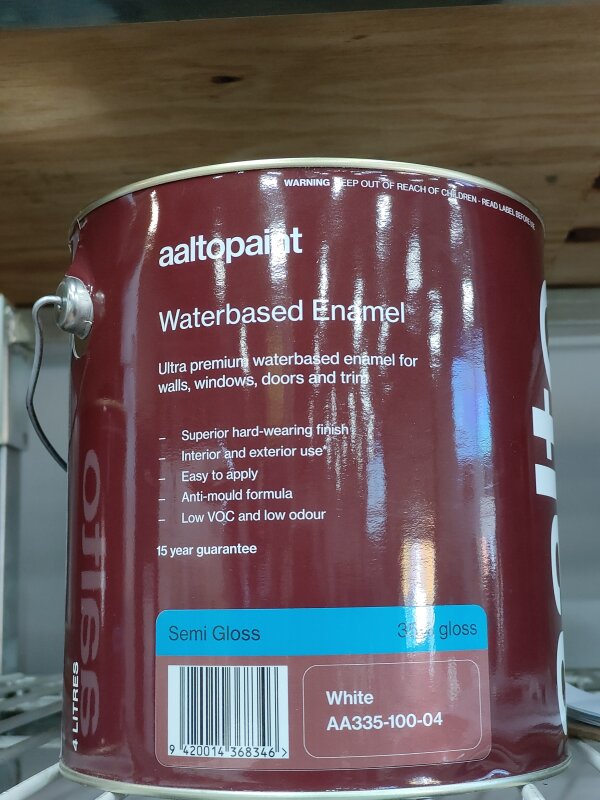 WARNING KEEP OUT OF REACH OF CHILDREN - READ LABEL BEFORE USE
aaltopaint
Waterbased Enamel
Ultra premium waterbased enamel for
walls, windows, doors and trim
– Superior hard-wearing finish
– Interior and exterior use*
– Easy to apply
– Anti-mould formula
– Low VOC and low odour
15 year guarantee
Semi Gloss
gloss
White
AA335-100-04
9 420014 368346 >
4 LITRES